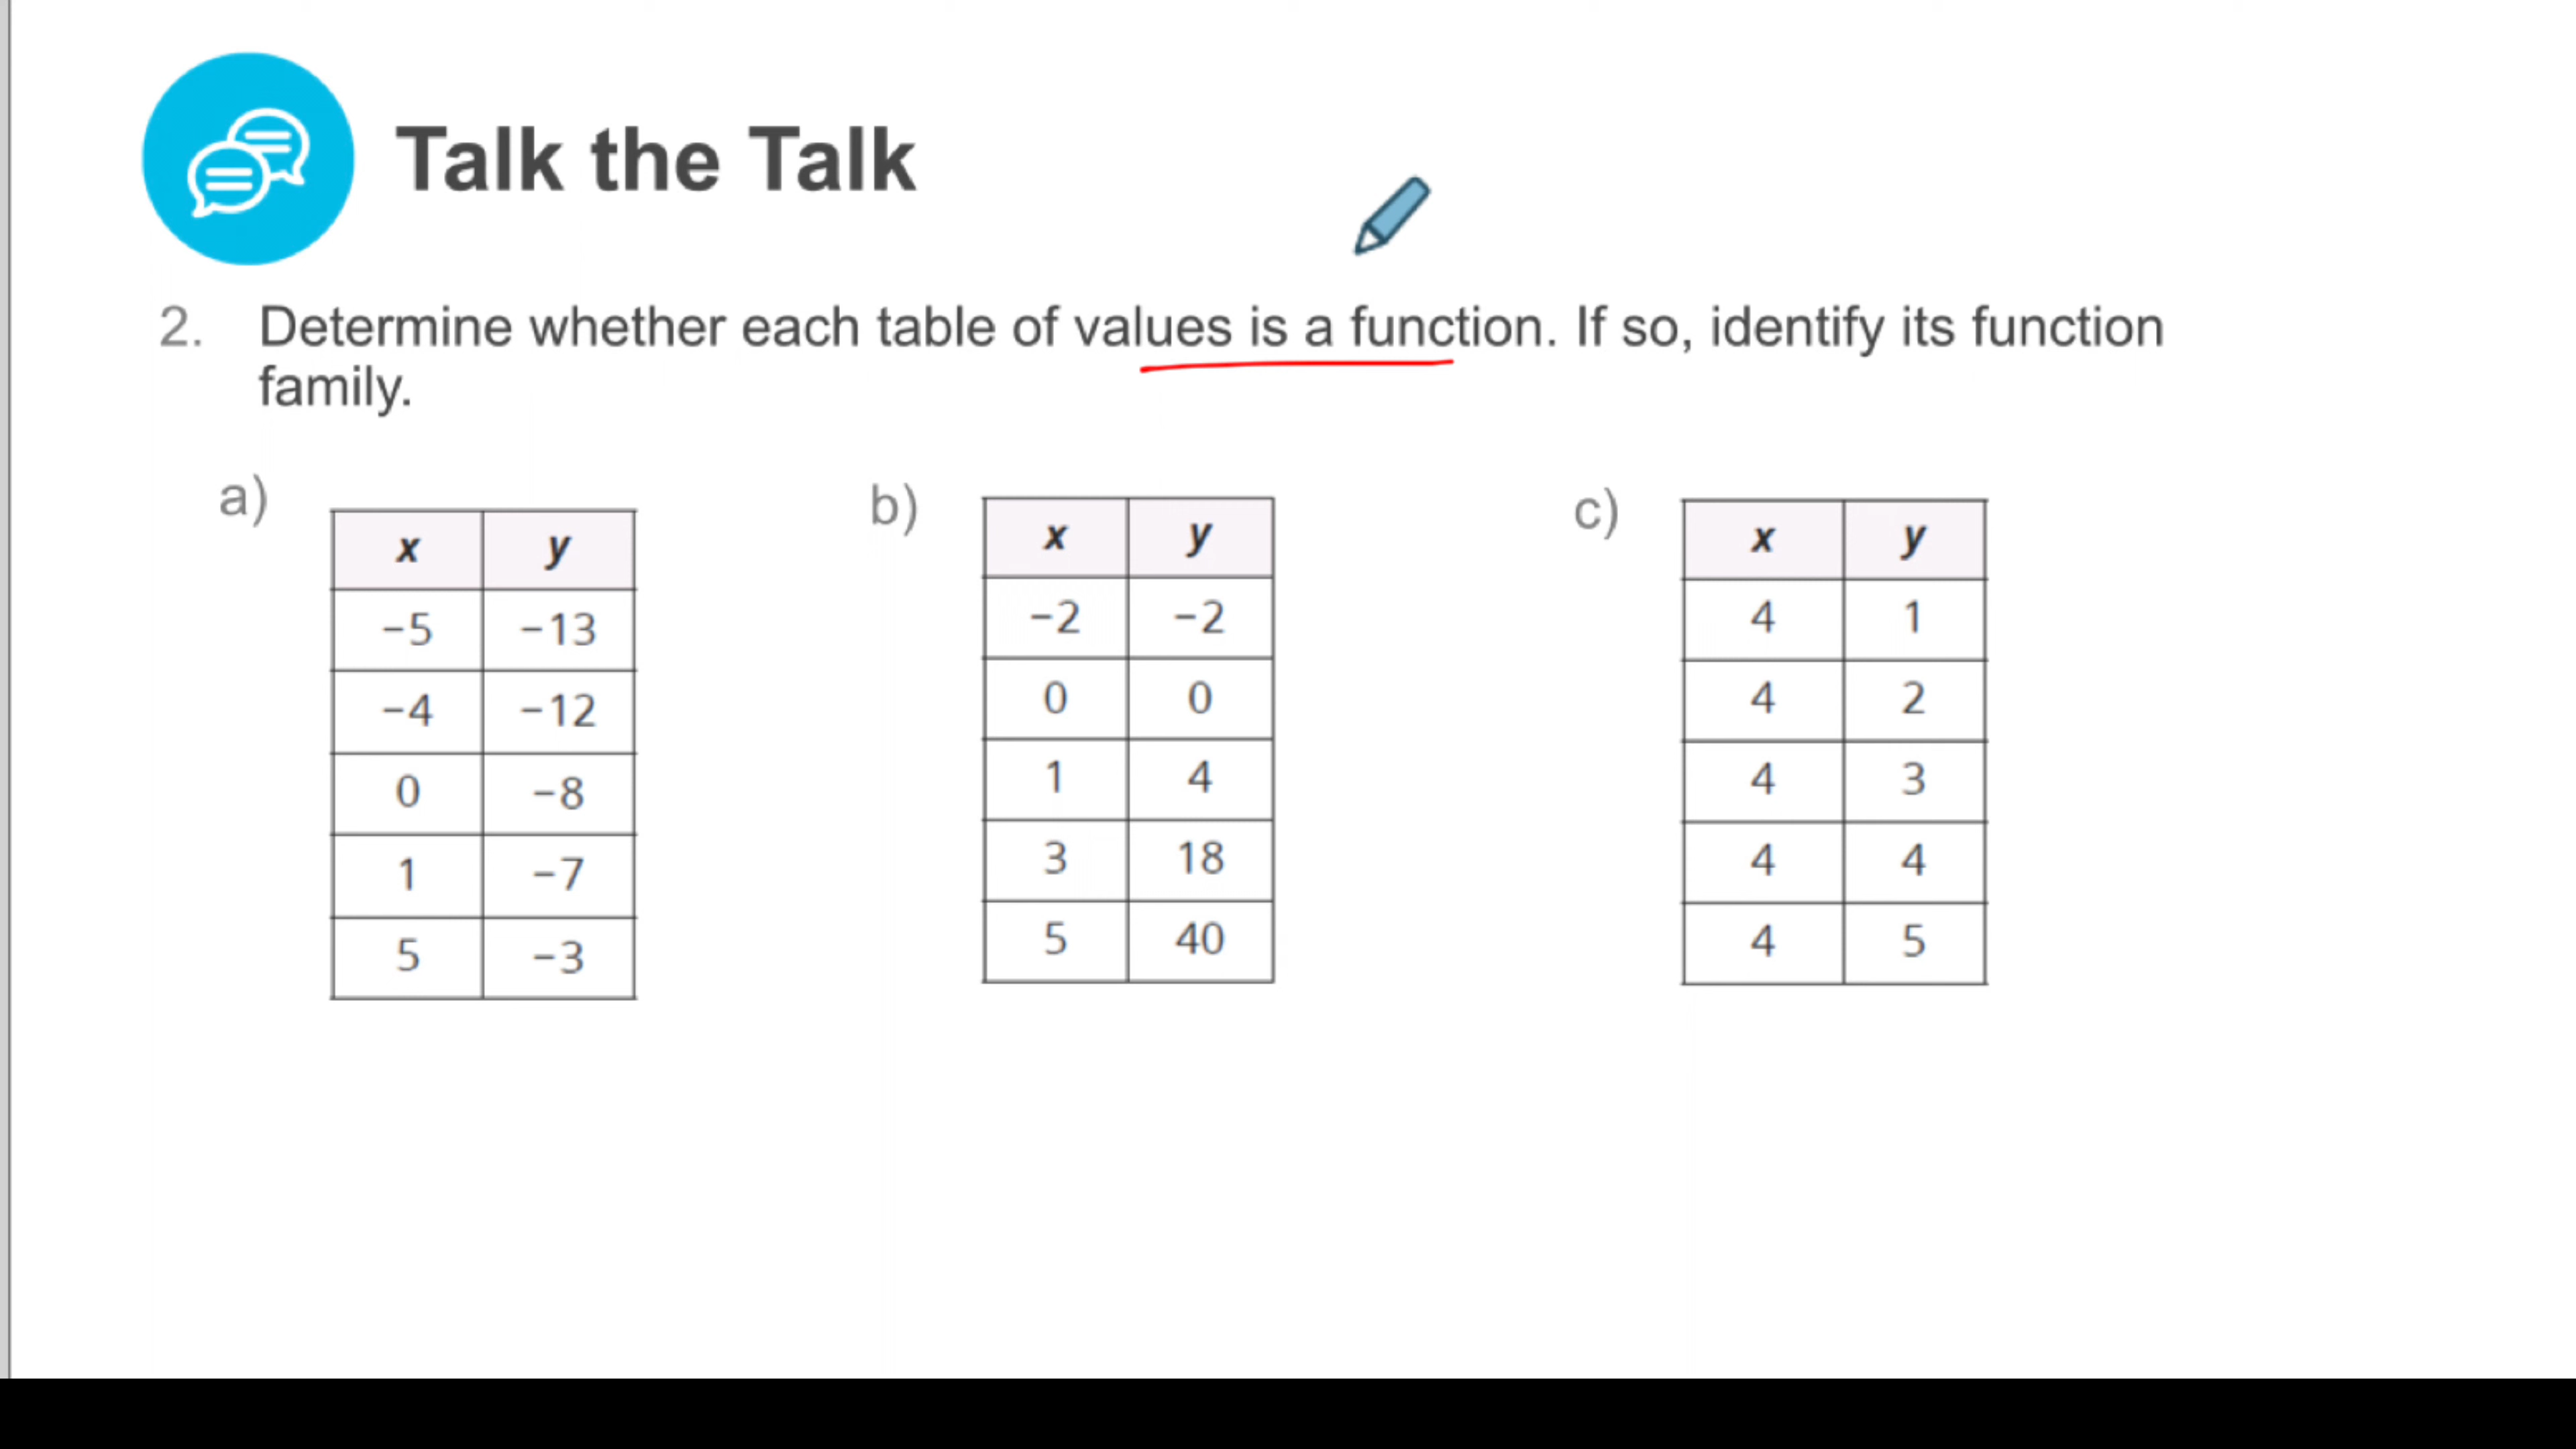 Talk the Talk
2. Determine whether each table of values is a function. If so, identify its function
family.
a)
x y
−5 −13
−4 −12
0 −8
1 −7
5 −3
b)
x y
−2 −2
0 0
1 4
3 18
5 40
c)
x y
4 1
4 2
4 3
4 4
4 5